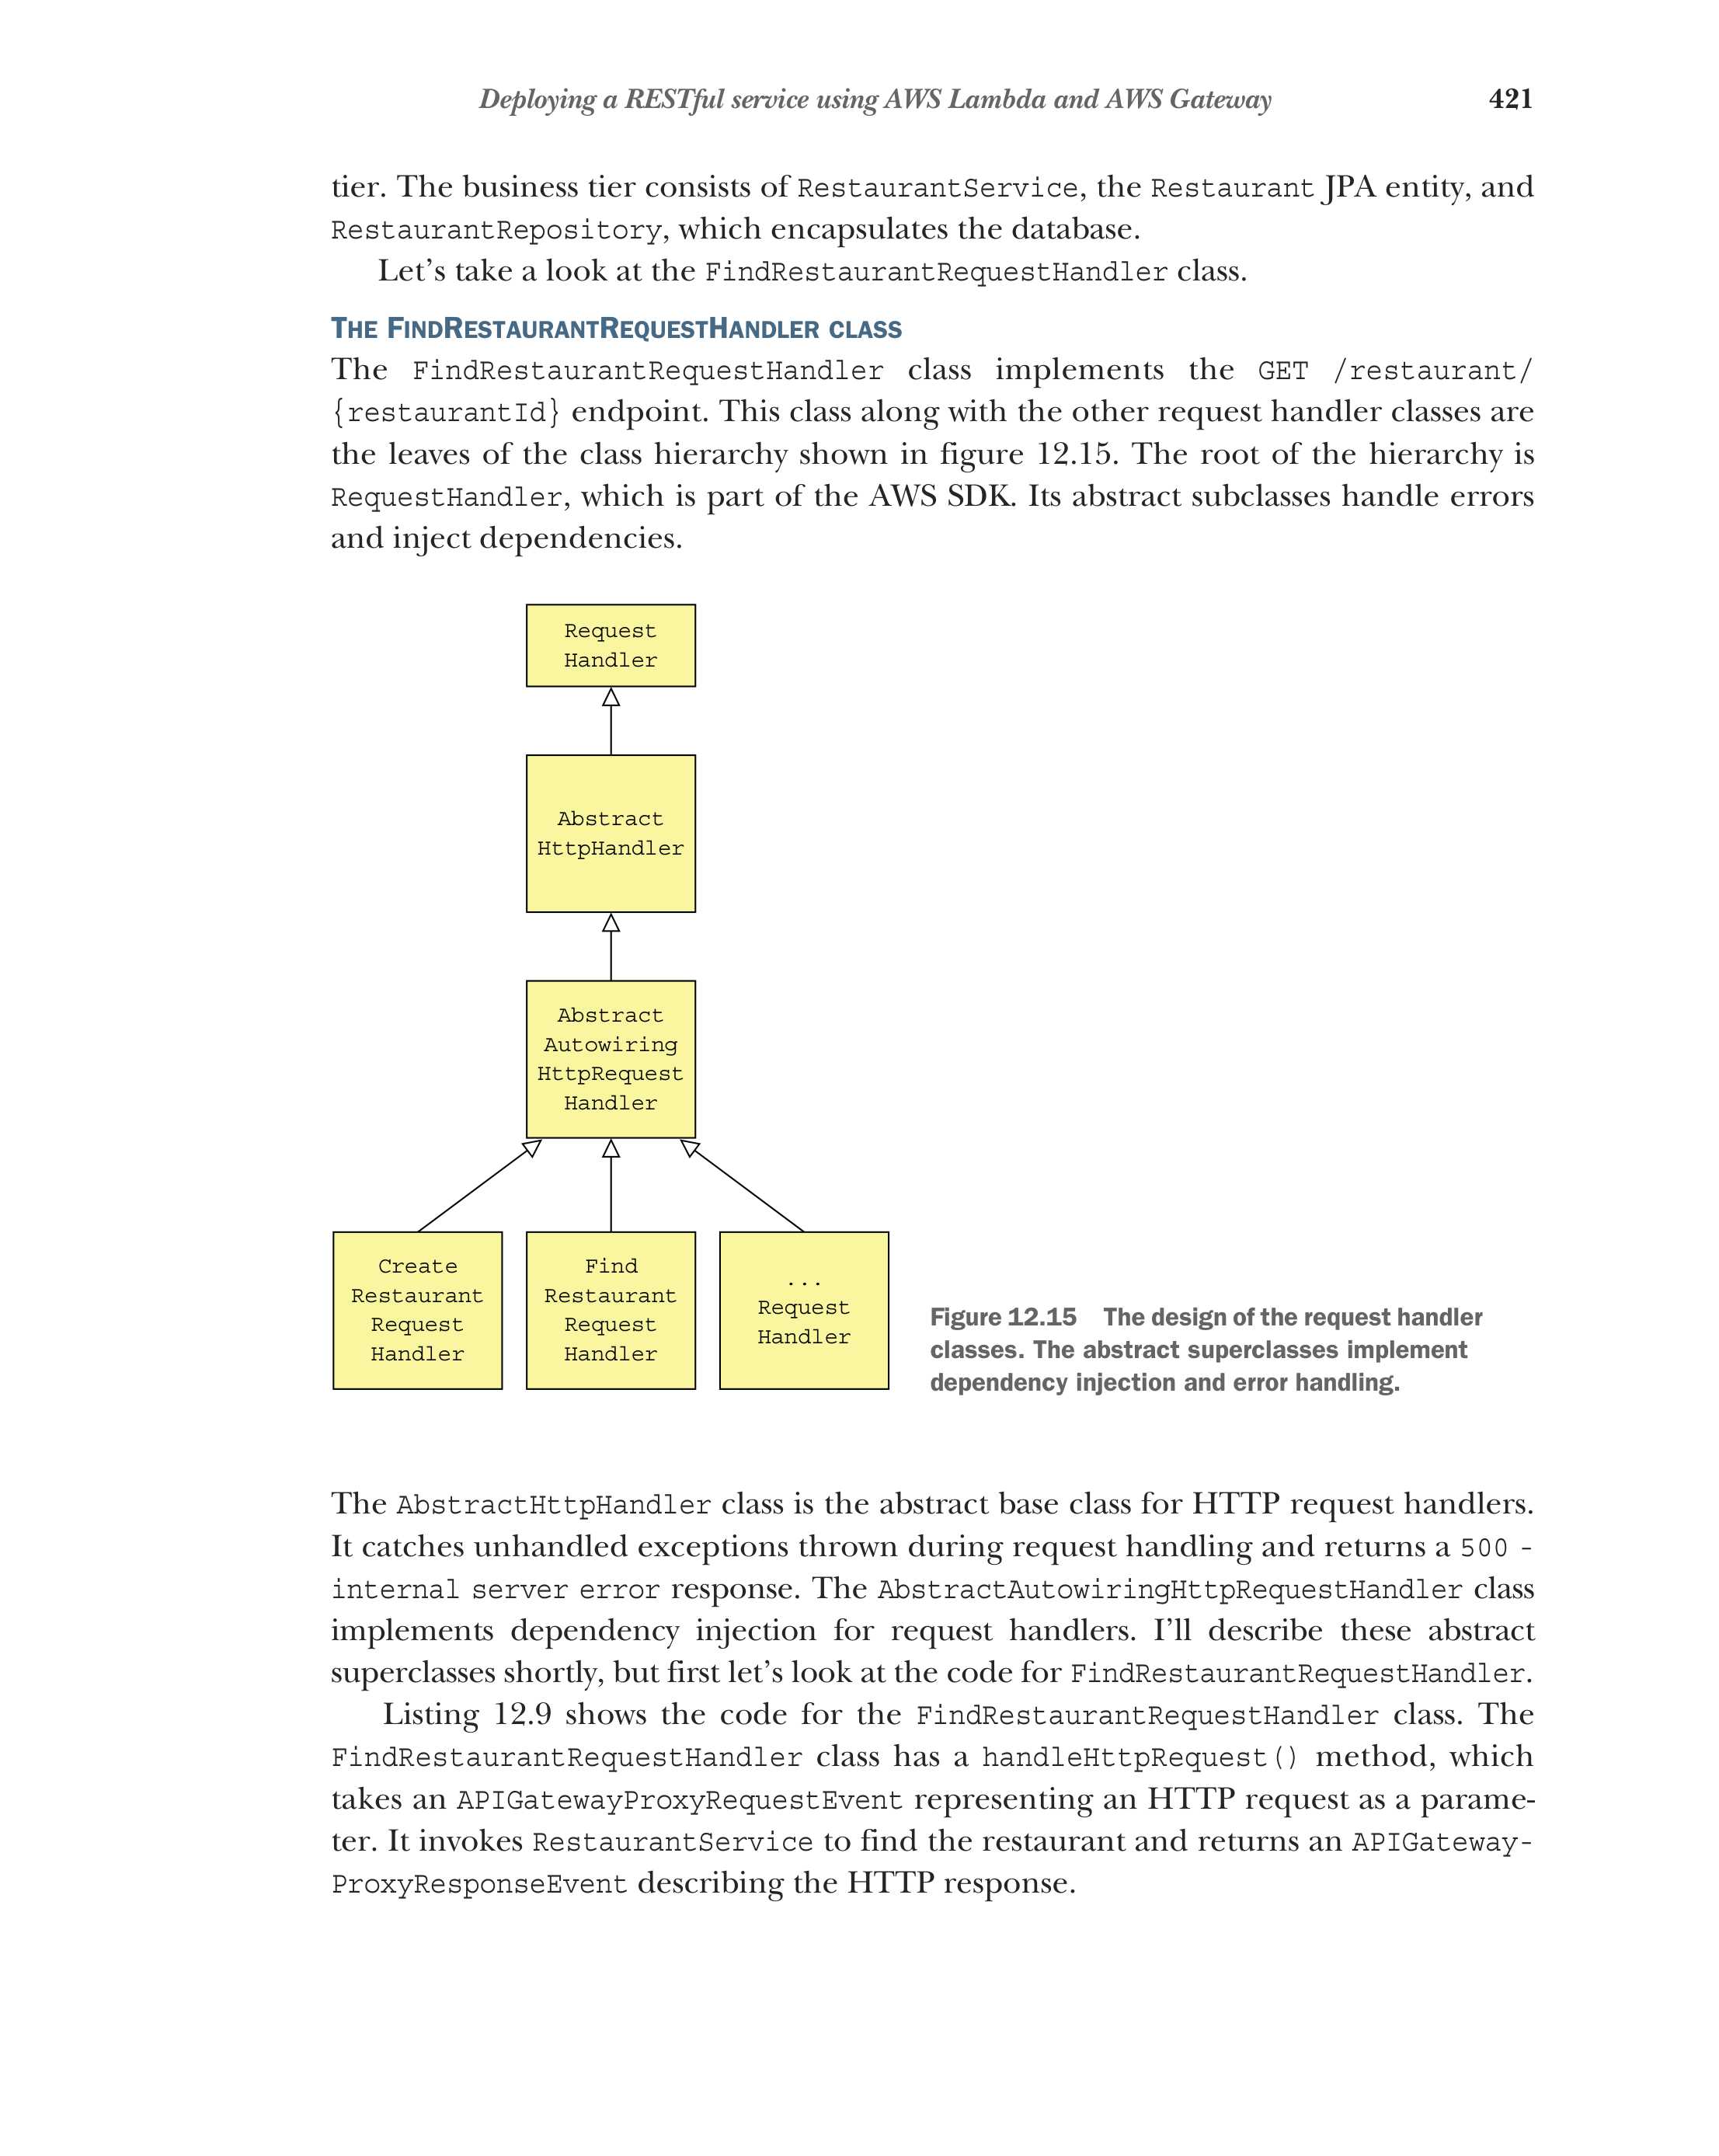 Deploying a RESTful service using AWS Lambda and AWS Gateway 421
tier. The business tier consists of RestaurantService, the Restaurant JPA entity, and
RestaurantRepository, which encapsulates the database.
Let’s take a look at the FindRestaurantRequestHandler class.
THE FINDRESTAURANTREQUESTHANDLER CLASS
The FindRestaurantRequestHandler class implements the GET /restaurant/
{restaurantId} endpoint. This class along with the other request handler classes are
the leaves of the class hierarchy shown in figure 12.15. The root of the hierarchy is
RequestHandler, which is part of the AWS SDK. Its abstract subclasses handle errors
and inject dependencies.
Request
Handler
Abstract
HttpHandler
Abstract
Autowiring
HttpRequest
Handler
Create
Restaurant
Request
Handler
Find
Restaurant
Request
Handler
...
Request
Handler
Figure 12.15 The design of the request handler
classes. The abstract superclasses implement
dependency injection and error handling.
The AbstractHttpHandler class is the abstract base class for HTTP request handlers.
It catches unhandled exceptions thrown during request handling and returns a 500 -
internal server error response. The AbstractAutowiringHttpRequestHandler class
implements dependency injection for request handlers. I’ll describe these abstract
superclasses shortly, but first let’s look at the code for FindRestaurantRequestHandler.
Listing 12.9 shows the code for the FindRestaurantRequestHandler class. The
FindRestaurantRequestHandler class has a handleHttpRequest() method, which
takes an APIGatewayProxyRequestEvent representing an HTTP request as a parame-
ter. It invokes RestaurantService to find the restaurant and returns an APIGateway-
ProxyResponseEvent describing the HTTP response.